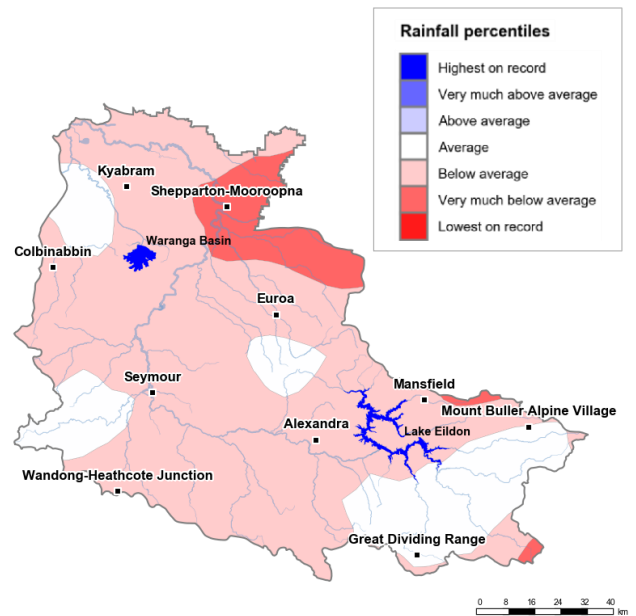 Rainfall percentiles
Highest on record
Very much above average
Above average
Average
Below average
Very much below average
Lowest on record
Kyabram
Shepparton-Mooroopna
Waranga Basin
Colbinabbin
Euroa
Seymour
Mansfield
Mount Buller Alpine Village
Alexandra
Lake Eildon
Wandong-Heathcote Junction
Great Dividing Range
0 8 16 24 32 40
km